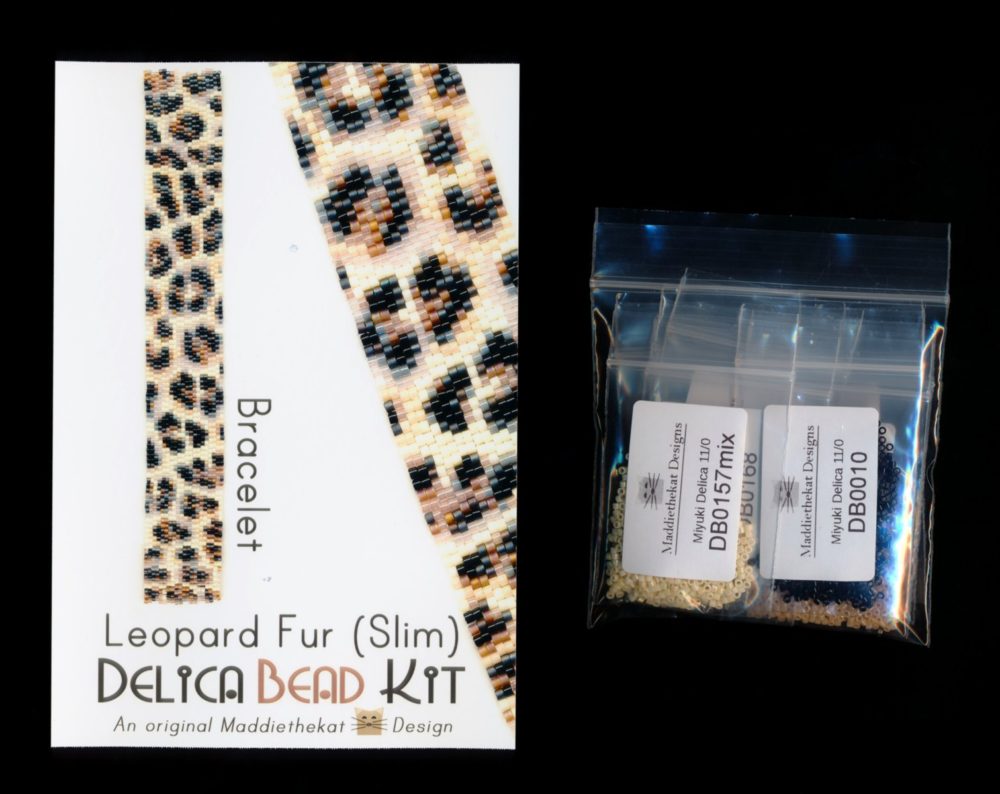 Bracelet
Leopard Fur (Slim)
DELICA BEAD KIT
An original Maddiethekat Design
Maddiethekat Designs
Miyuki Delica 11/0
DB0157mix
DB0168
Maddiethekat Designs
Miyuki Delica 11/0
DB0010